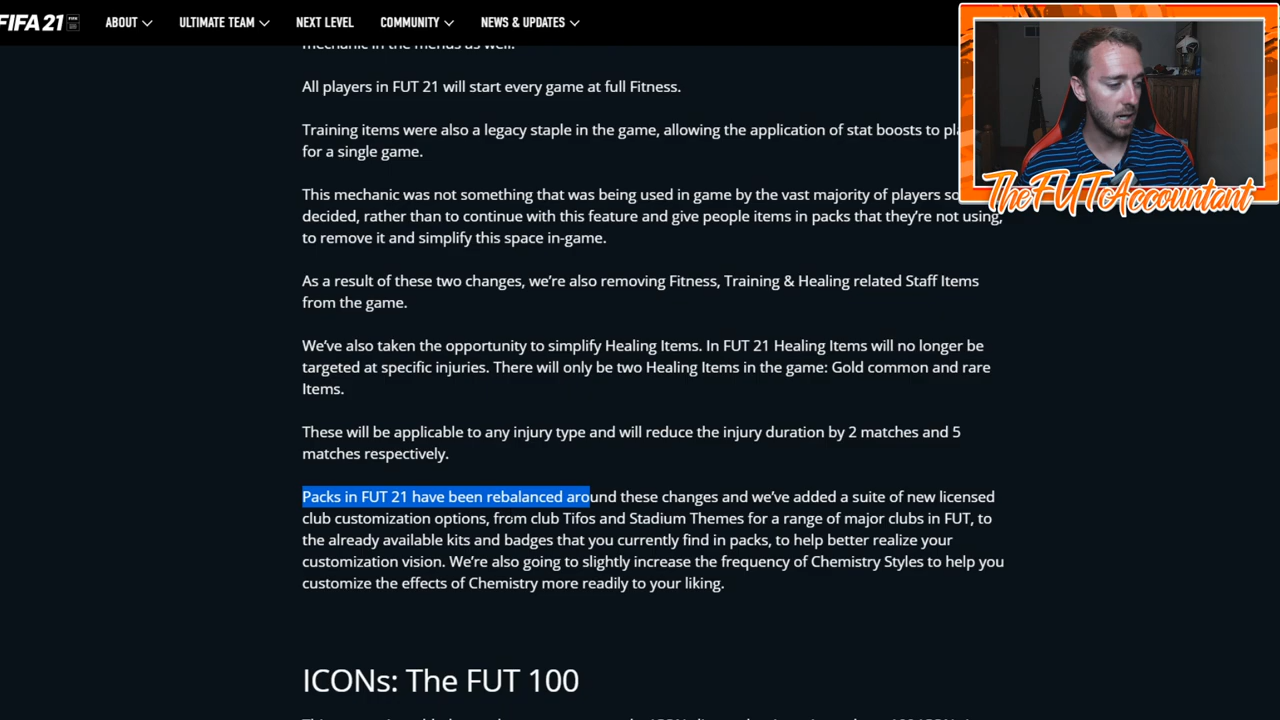 FIFA 21
ABOUT
ULTIMATE TEAM
NEXT LEVEL
COMMUNITY
NEWS & UPDATES
mechanic in the menus as well.
All players in FUT 21 will start every game at full Fitness.
Training items were also a legacy staple in the game, allowing the application of stat boosts to
for a single game.
This mechanic was not something that was being used in game by the vast majority of players
decided, rather than to continue with this feature and give people items in packs that they're not using,
to remove it and simplify this space in-game.
As a result of these two changes, we're also removing Fitness, Training & Healing related Staff Items
from the game.
We've also taken the opportunity to simplify Healing Items. In FUT 21 Healing Items will no longer be
targeted at specific injuries. There will only be two Healing Items in the game: Gold common and rare
Items.
These will be applicable to any injury type and will reduce the injury duration by 2 matches and 5
matches respectively.
Packs in FUT 21 have been rebalanced around these changes and we've added a suite of new licensed
club customization options, from club Tifos and Stadium Themes for a range of major clubs in FUT, to
the already available kits and badges that you currently find in packs, to help better realize your
customization vision. We're also going to slightly increase the frequency of Chemistry Styles to help you
customize the effects of Chemistry more readily to your liking.
ICONs: The FUT 100
TheFUTAccountant